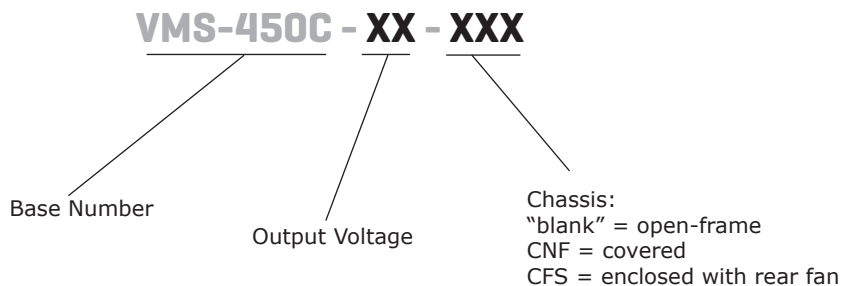 VMS-450C - XX - XXX
Base Number
Output Voltage
Chassis:
“blank” = open-frame
CNF = covered
CFS = enclosed with rear fan